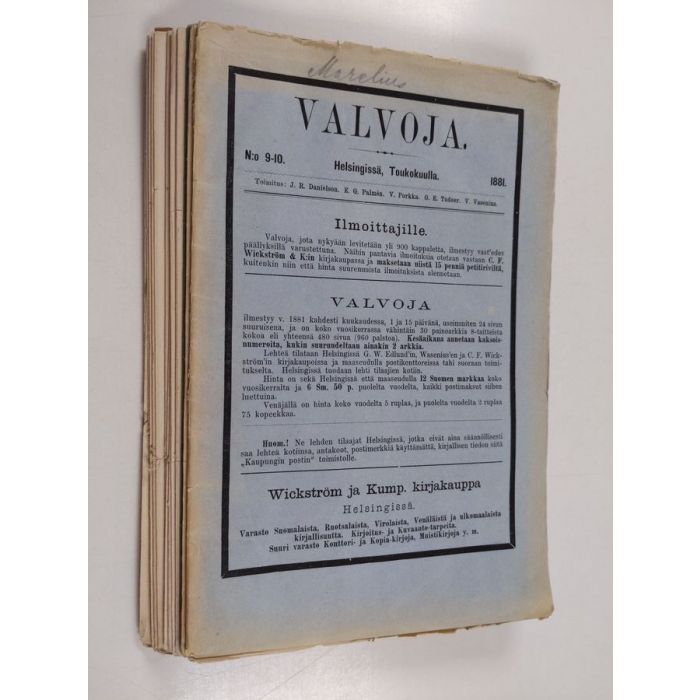 Morelius
VALVOJA.
N:o 9-10.
Helsingissä, Toukokuulla.
1881.
Toimitus: J. R. Danielson. E. G. Palmén. V. Porkka. O. E. Tudeer. V. Vasenius.
Ilmoittajille.
Valvoja, jota nykyään levitetään yli 900 kappaletta, ilmestyy vast'edes
päällyksillä varustettuna. Näihin pantavia ilmoituksia otetaan vastaan C. F.
Wickström & K:in kirjakaupassa ja maksetaan niistä 15 penniä petitiriviltä,
kuitenkin niin että hinta suuremmista ilmoituksista alennetaan.
VALVOJA
ilmestyy v. 1881 kahdesti kuukaudessa, 1 ja 15 päivänä, useimmiten 24 sivun
suuruisena, ja on koko vuosikerrassa vähintäin 30 painoarkkia 8-taitteista
kokoa eli yhteensä 480 sivua (960 palstaa). Kesäaikana annetaan kaksois-
numeroita, kukin suuruudeltaan ainakin 2 arkkia.
Lehteä tilataan Helsingissä G. W. Edlund'in, Wasenius'en ja C. F. Wick-
ström'in kirjakaupoissa ja maaseudulla postikonttoreissa tahi suoraan toimi-
tukselta. Helsingissä tuodaan lehti tilaajien kotiin.
Hinta on sekä Helsingissä että maaseudulla 12 Suomen markkaa koko
vuosikerralta ja 6 Sm. 50 p. puolelta vuodelta, kaikki postimaksut siihen
luettuina.
Venäjällä on hinta koko vuodelta 5 ruplaa, ja puolelta vuodelta 2 ruplaa
75 kopeekkaa.
Huom.! Ne lehden tilaajat Helsingissä, jotka eivät aina säännöllisesti
saa lehteä kotiinsa, antakoot, postimerkkiä käyttämättä, kirjallisen tiedon siitä
„Kaupungin postin" toimistolle.
Wickström ja Kump. kirjakauppa
Helsingissä.
Varasto Suomalaista, Ruotsalaista, Virolaista, Venäläistä ja ulkomaalaista
kirjallisuutta. Kirjoitus- ja Kuvaanto-tarpeita.
Suuri varasto Konttori- ja Kopia-kirjoja, Muistikirjoja y. m.